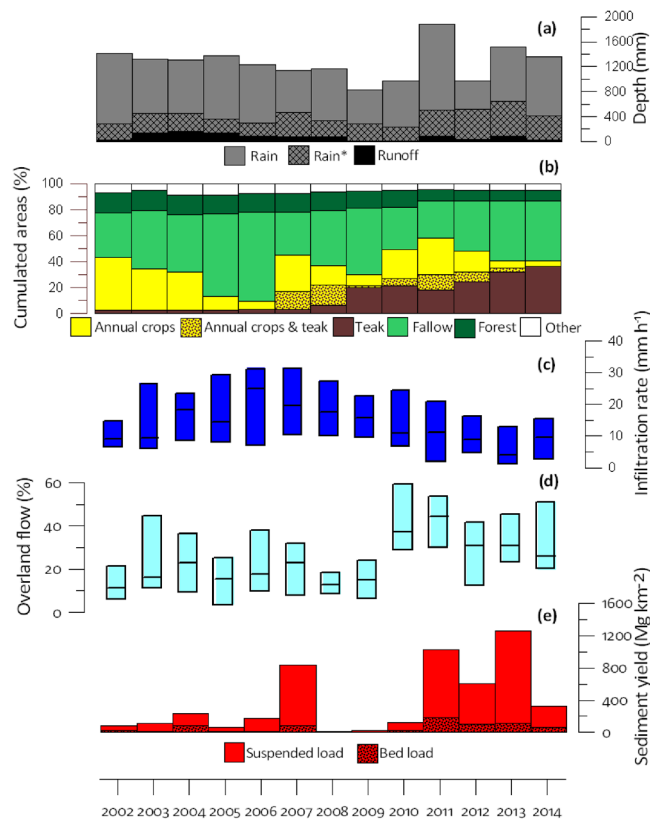 (a)
2000
1600
1200
800
400
0
Depth (mm)
Rain Rain* Runoff
(b)
100
80
60
40
20
0
Cumulated areas (%)
Annual crops Annual crops & teak Teak Fallow Forest Other
(c)
40
30
20
10
0
Infiltration rate (mm h⁻¹)
(d)
60
40
20
0
Overland flow (%)
(e)
1600
1200
800
400
0
Sediment yield (Mg km-2)
Suspended load Bed load
2002 2003 2004 2005 2006 2007 2008 2009 2010 2011 2012 2013 2014